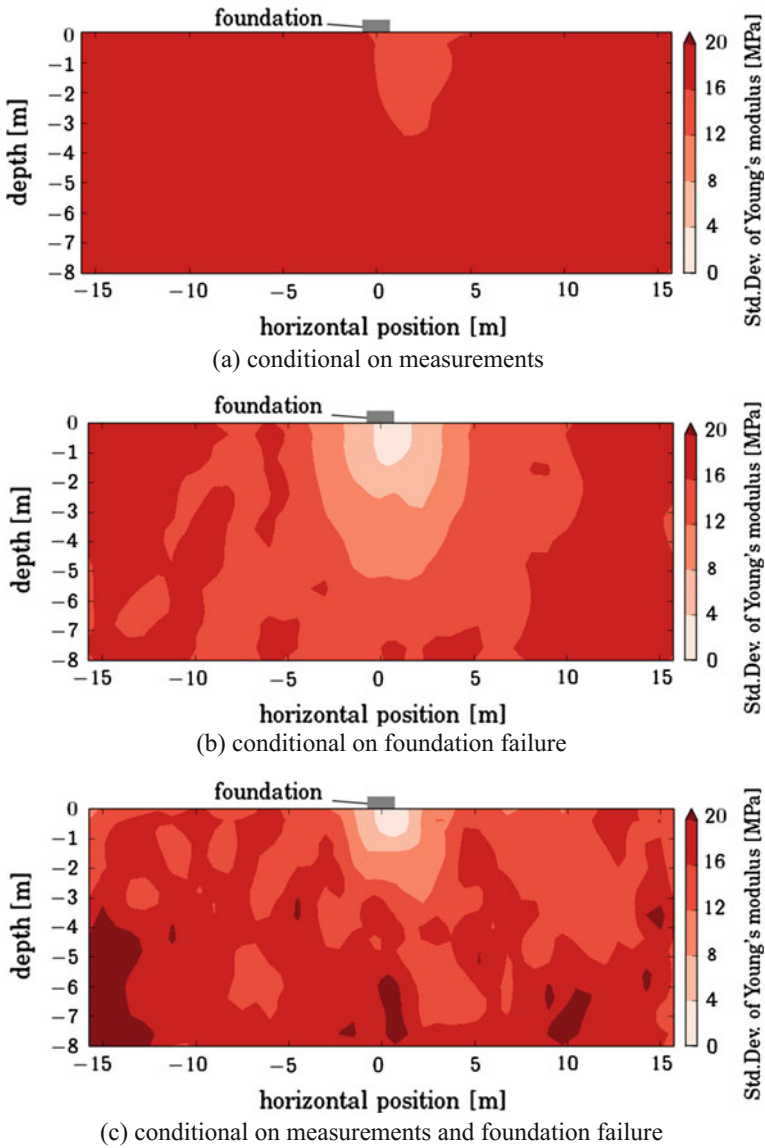 foundation
0
−1
−2
−3
−4
−5
−6
−7
−8
depth [m]
−15 −10 −5 0 5 10 15
horizontal position [m]
20
16
12
8
4
0
Std.Dev. of Young's modulus [MPa]
(a) conditional on measurements
foundation
0
−1
−2
−3
−4
−5
−6
−7
−8
depth [m]
−15 −10 −5 0 5 10 15
horizontal position [m]
20
16
12
8
4
0
Std.Dev. of Young's modulus [MPa]
(b) conditional on foundation failure
foundation
0
−1
−2
−3
−4
−5
−6
−7
−8
depth [m]
−15 −10 −5 0 5 10 15
horizontal position [m]
20
16
12
8
4
0
Std.Dev. of Young's modulus [MPa]
(c) conditional on measurements and foundation failure